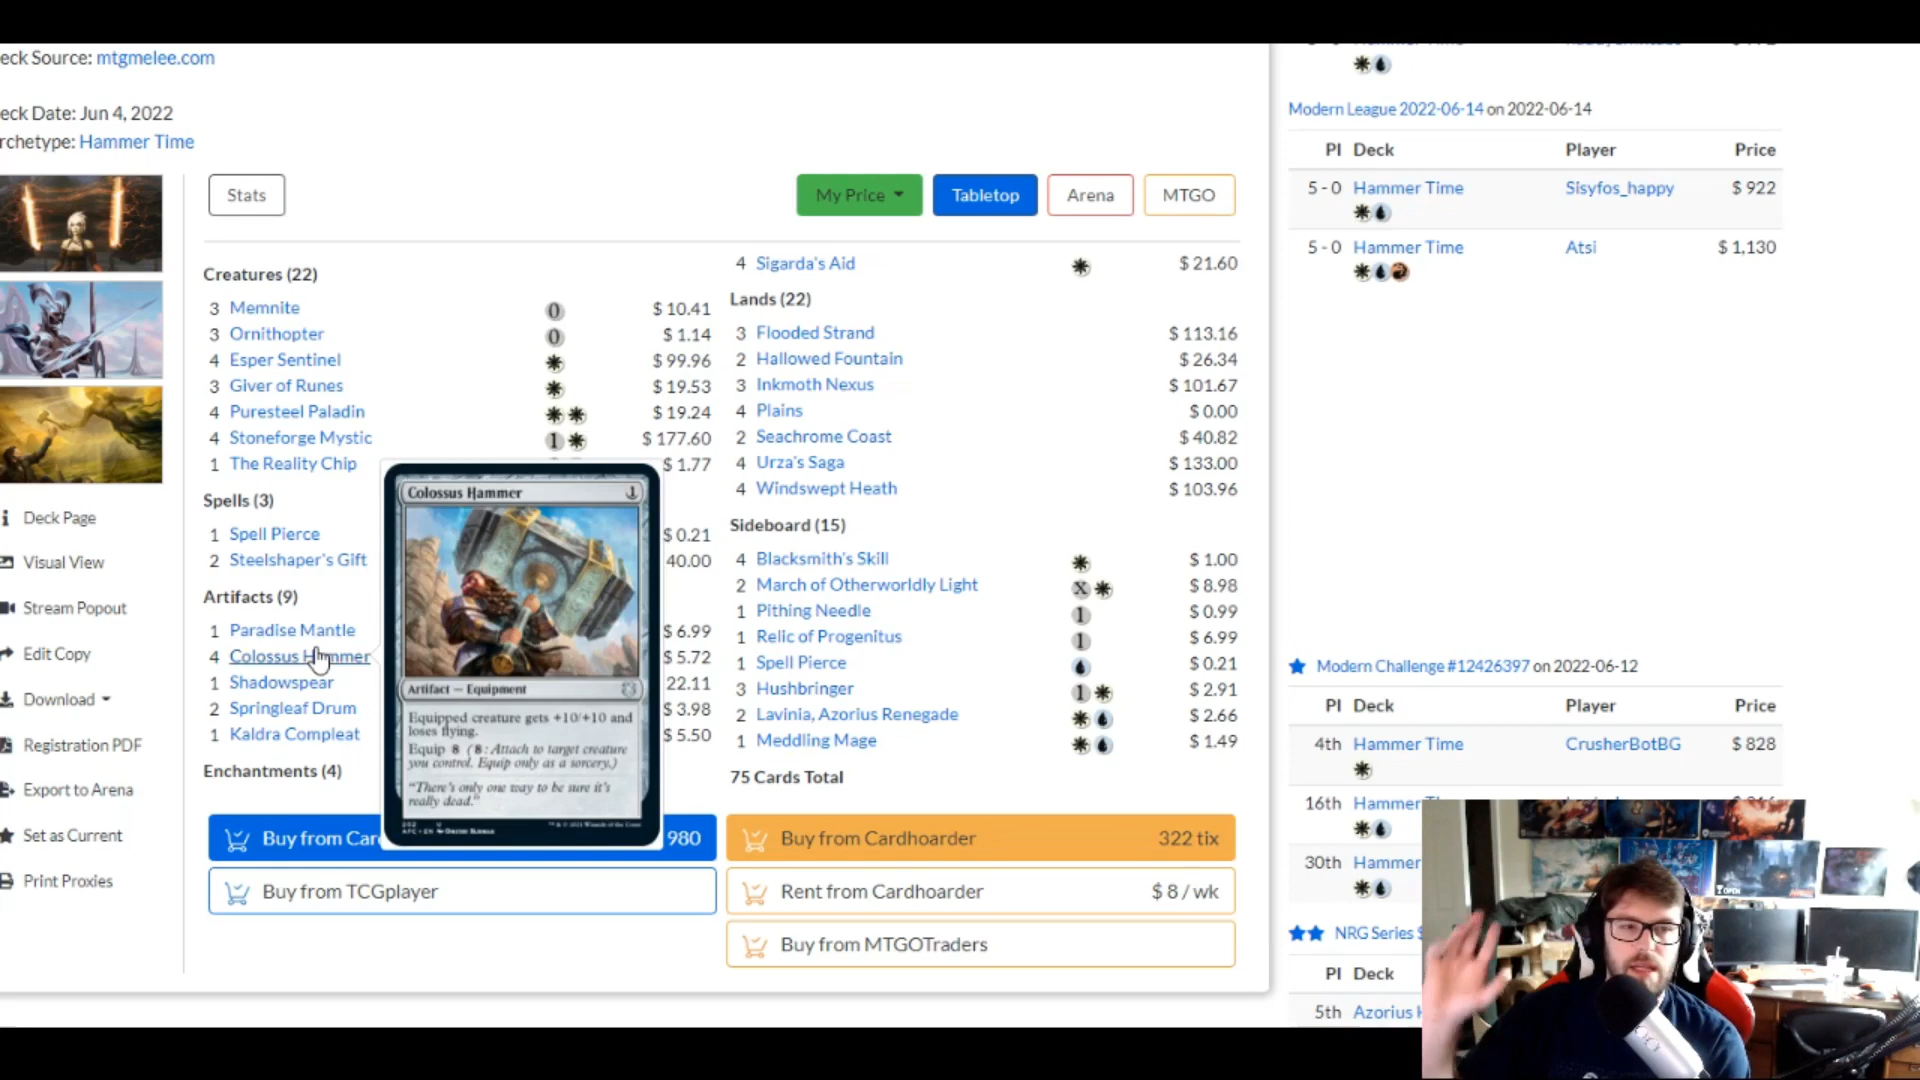 eck Source: mtgmelee.com
eck Date: Jun 4, 2022
rchetype: Hammer Time
Stats
My Price
Tabletop
Arena
MTGO
Creatures (22)
3 Memnite 0 $ 10.41
3 Ornithopter 0 $ 1.14
4 Esper Sentinel $ 99.96
3 Giver of Runes $ 19.53
4 Puresteel Paladin $ 19.24
4 Stoneforge Mystic 1 $ 177.60
1 The Reality Chip $ 1.77
Spells (3)
1 Spell Pierce $ 0.21
2 Steelshaper's Gift 40.00
Artifacts (9)
1 Paradise Mantle $ 6.99
4 Colossus Hammer $ 5.72
1 Shadowspear 22.11
2 Springleaf Drum $ 3.98
1 Kaldra Compleat $ 5.50
Enchantments (4)
4 Sigarda's Aid $ 21.60
Lands (22)
3 Flooded Strand $ 113.16
2 Hallowed Fountain $ 26.34
3 Inkmoth Nexus $ 101.67
4 Plains $ 0.00
2 Seachrome Coast $ 40.82
4 Urza's Saga $ 133.00
4 Windswept Heath $ 103.96
Sideboard (15)
4 Blacksmith's Skill $ 1.00
2 March of Otherworldly Light X $ 8.98
1 Pithing Needle 1 $ 0.99
1 Relic of Progenitus 1 $ 6.99
1 Spell Pierce $ 0.21
3 Hushbringer 1 $ 2.91
2 Lavinia, Azorius Renegade $ 2.66
1 Meddling Mage $ 1.49
75 Cards Total
Colossus Hammer 1
Artifact — Equipment
Equipped creature gets +10/+10 and
loses flying.
Equip 8 (8: Attach to target creature
you control. Equip only as a sorcery.)
"There's only one way to be sure it's
really dead."
Deck Page
Visual View
Stream Popout
Edit Copy
Download
Registration PDF
Export to Arena
Set as Current
Print Proxies
Buy from Car 980
Buy from TCGplayer
Buy from Cardhoarder 322 tix
Rent from Cardhoarder $ 8 / wk
Buy from MTGOTraders
Modern League 2022-06-14 on 2022-06-14
Pl Deck Player Price
5 - 0 Hammer Time Sisyfos_happy $ 922
5 - 0 Hammer Time Atsi $ 1,130
Modern Challenge #12426397 on 2022-06-12
Pl Deck Player Price
4th Hammer Time CrusherBotBG $ 828
16th Hammer
30th Hammer
NRG Series
Pl Deck
5th Azorius
OPEN